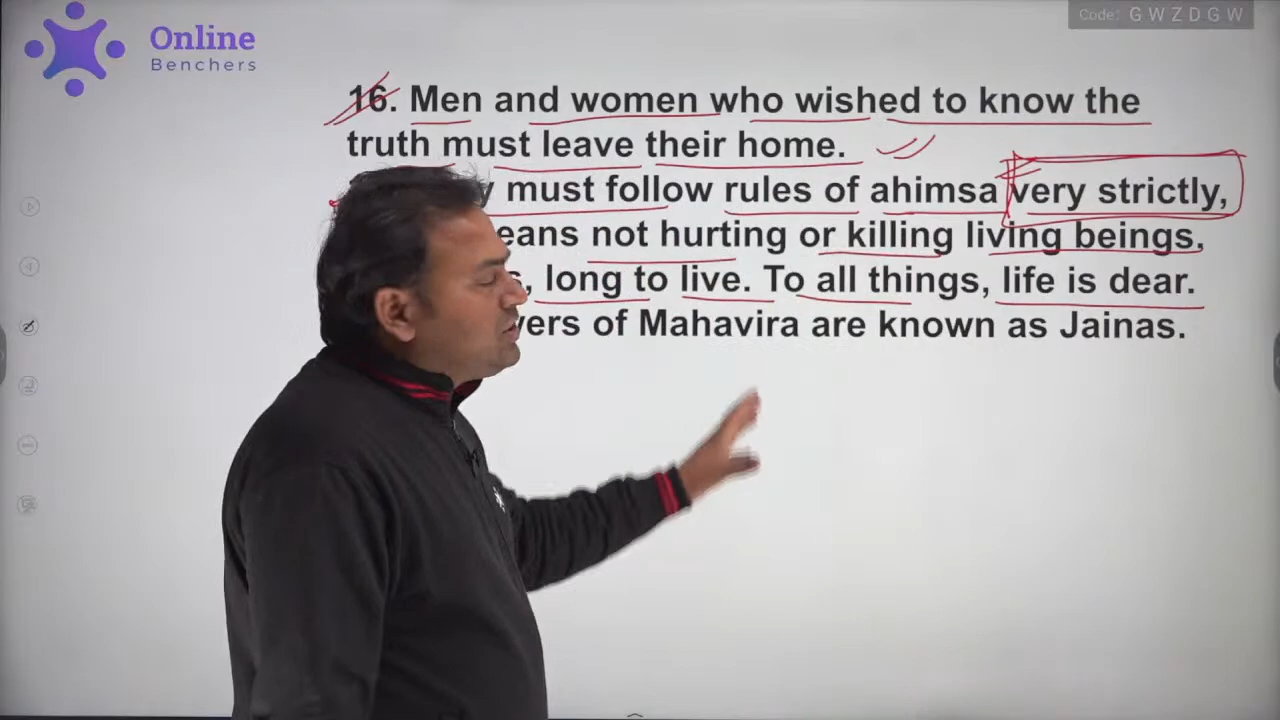 Online
Benchers
Code: G W Z D G W
16. Men and women who wished to know the
truth must leave their home.
must follow rules of ahimsa very strictly,
not hurting or killing living beings,
long to live. To all things, life is dear.
of Mahavira are known as Jainas.